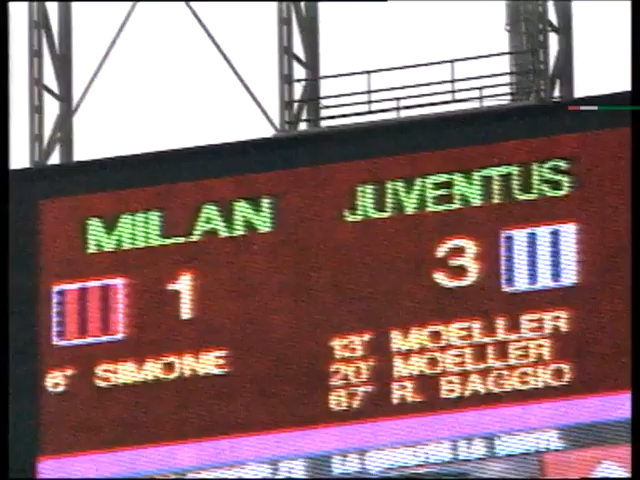 MILAN JUVENTUS
1 3
6' SIMONE
13' MOELLER
20' MOELLER
67' R. BAGGIO